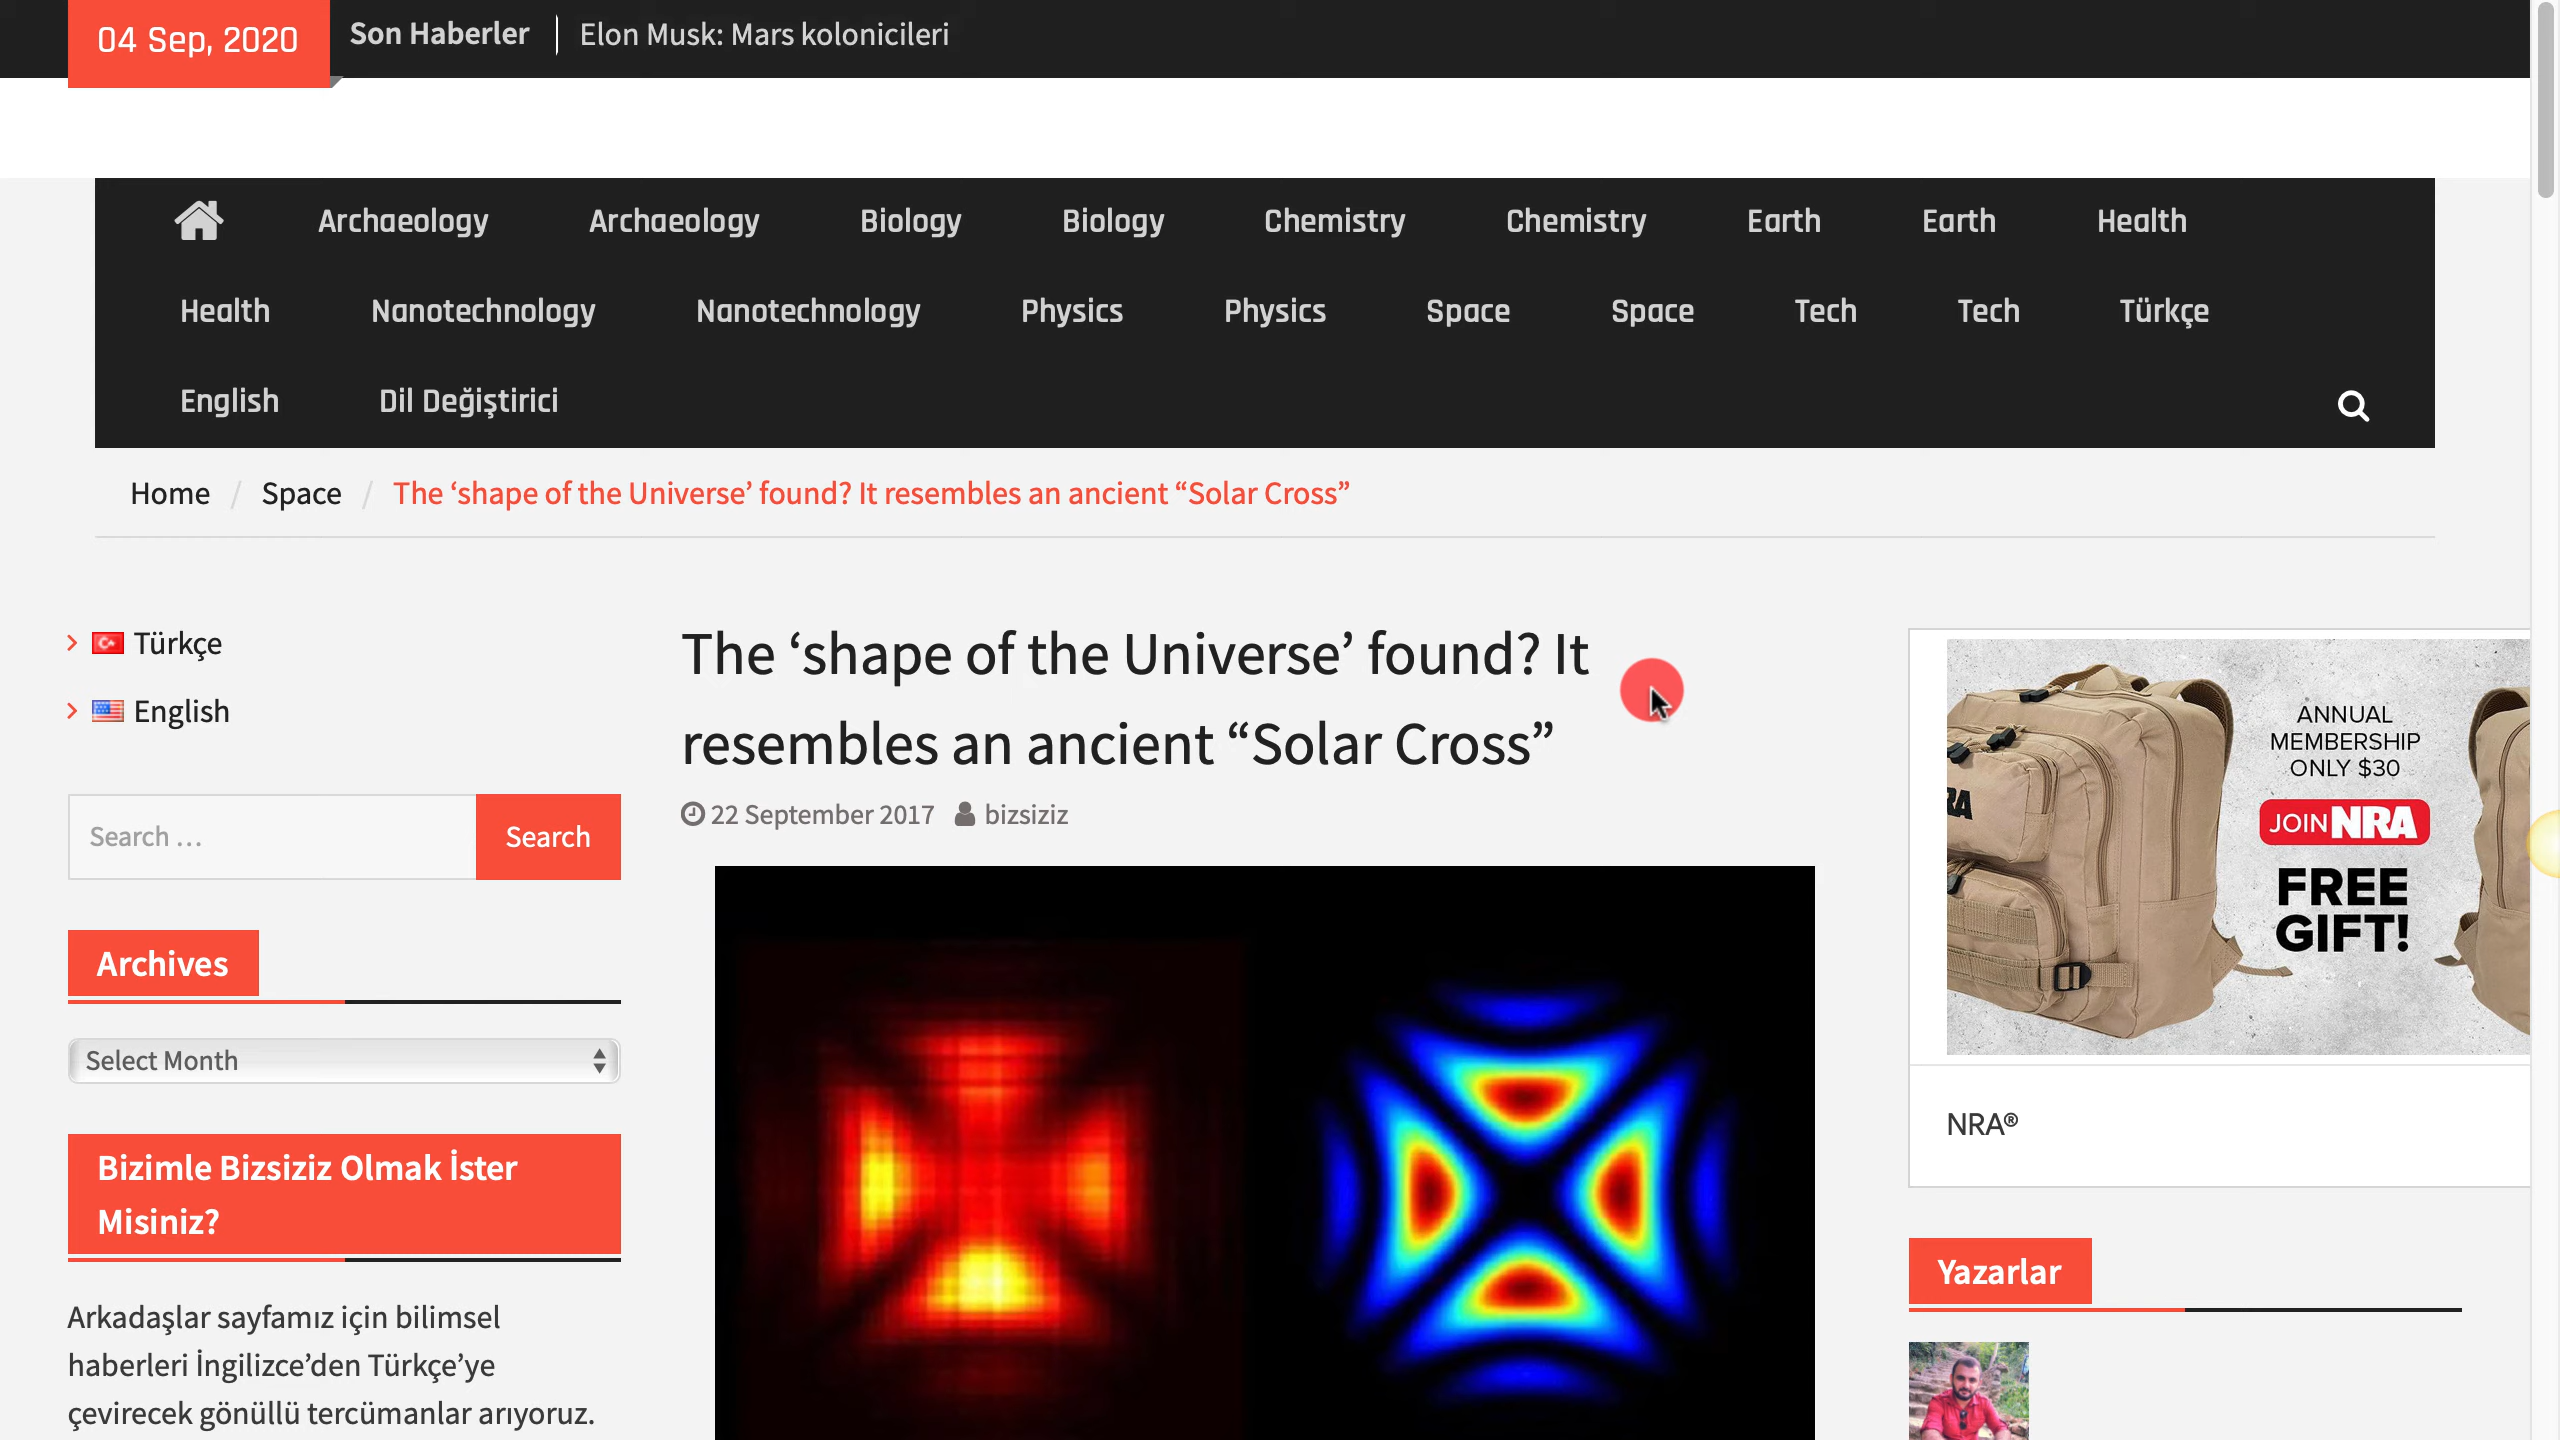 04 Sep, 2020
Son Haberler
Elon Musk: Mars kolonicileri
Archaeology Archaeology Biology Biology Chemistry Chemistry Earth Earth Health
Health Nanotechnology Nanotechnology Physics Physics Space Space Tech Tech Türkçe
English Dil Değiştirici
Home / Space / The ‘shape of the Universe’ found? It resembles an ancient “Solar Cross”
Türkçe
English
Search …
Search
Archives
Select Month
Bizimle Bizsiziz Olmak İster
Misiniz?
Arkadaşlar sayfamız için bilimsel
haberleri İngilizce’den Türkçe’ye
çevirecek gönüllü tercümanlar arıyoruz.
The ‘shape of the Universe’ found? It
resembles an ancient “Solar Cross”
22 September 2017 bizsiziz
ANNUAL
MEMBERSHIP
ONLY $30
JOIN NRA
FREE
GIFT!
NRA®
Yazarlar